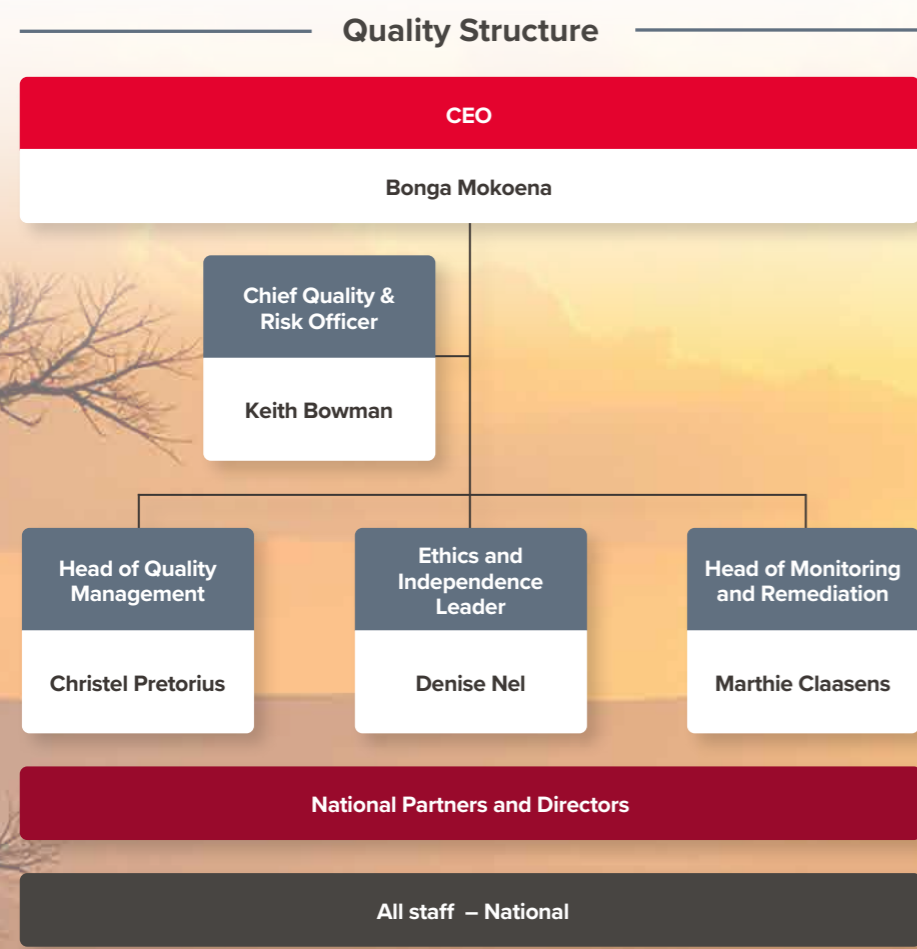 Quality Structure
CEO
Bonga Mokoena
Chief Quality &
Risk Officer
Keith Bowman
Head of Quality
Management
Christel Pretorius
Ethics and
Independence
Leader
Denise Nel
Head of Monitoring
and Remediation
Marthie Claasens
National Partners and Directors
All staff – National